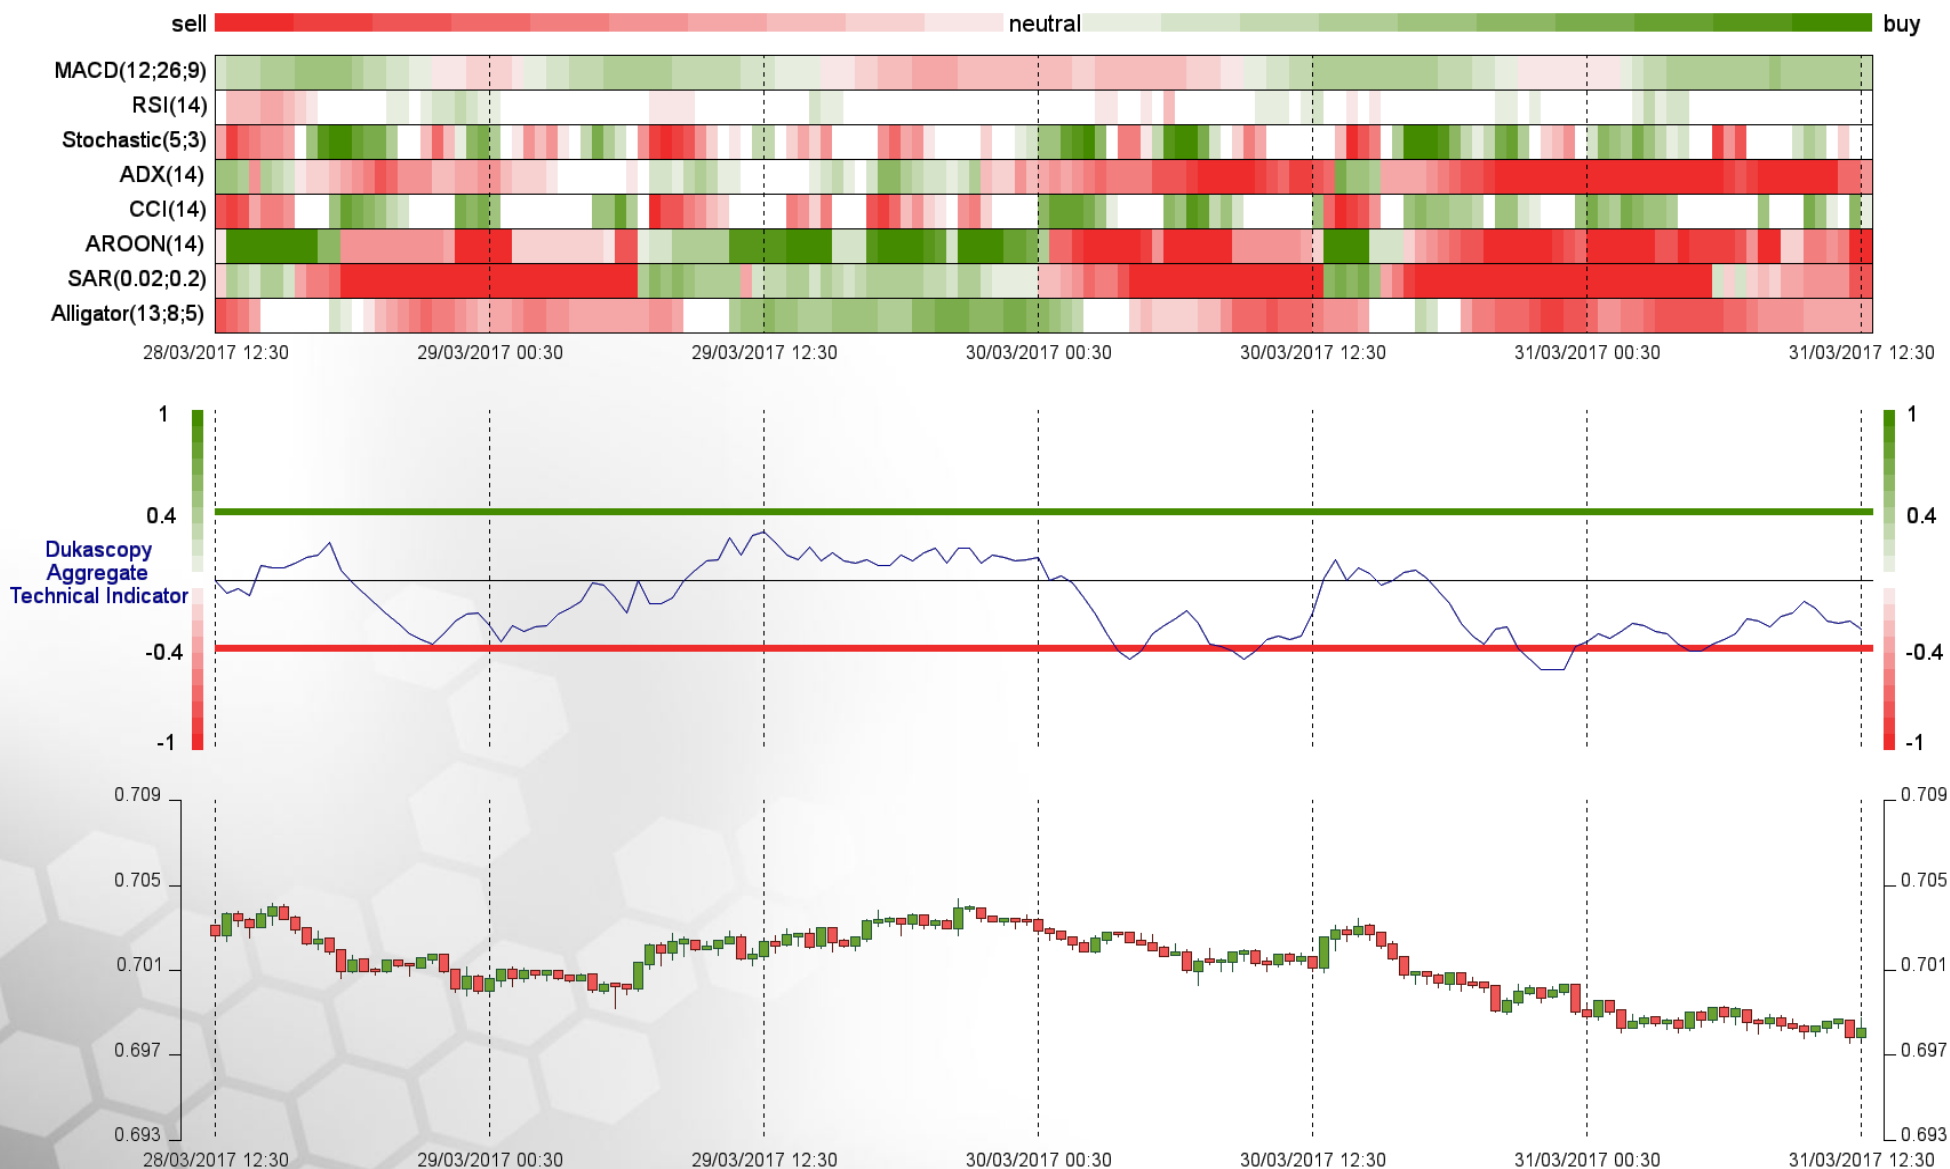 sell neutral buy
MACD(12;26;9)
RSI(14)
Stochastic(5;3)
ADX(14)
CCI(14)
AROON(14)
SAR(0.02;0.2)
Alligator(13;8;5)
28/03/2017 12:30 29/03/2017 00:30 29/03/2017 12:30 30/03/2017 00:30 30/03/2017 12:30 31/03/2017 00:30 31/03/2017 12:30
1 1
0.4 0.4
Dukascopy
Aggregate
Technical Indicator
-0.4 -0.4
-1 -1
0.709 0.709
0.705 0.705
0.701 0.701
0.697 0.697
0.693 0.693
28/03/2017 12:30 29/03/2017 00:30 29/03/2017 12:30 30/03/2017 00:30 30/03/2017 12:30 31/03/2017 00:30 31/03/2017 12:30